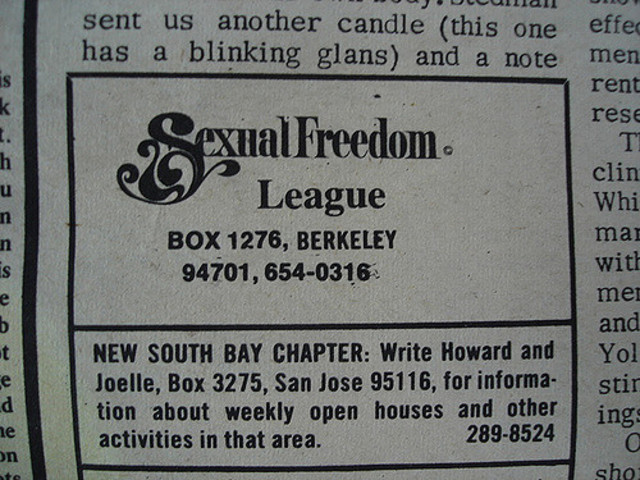 sent us another candle (this one
has a blinking glans) and a note
Sexual Freedom
League
BOX 1276, BERKELEY
94701, 654-0316
NEW SOUTH BAY CHAPTER: Write Howard and
Joelle, Box 3275, San Jose 95116, for informa-
tion about weekly open houses and other
activities in that area. 289-8524